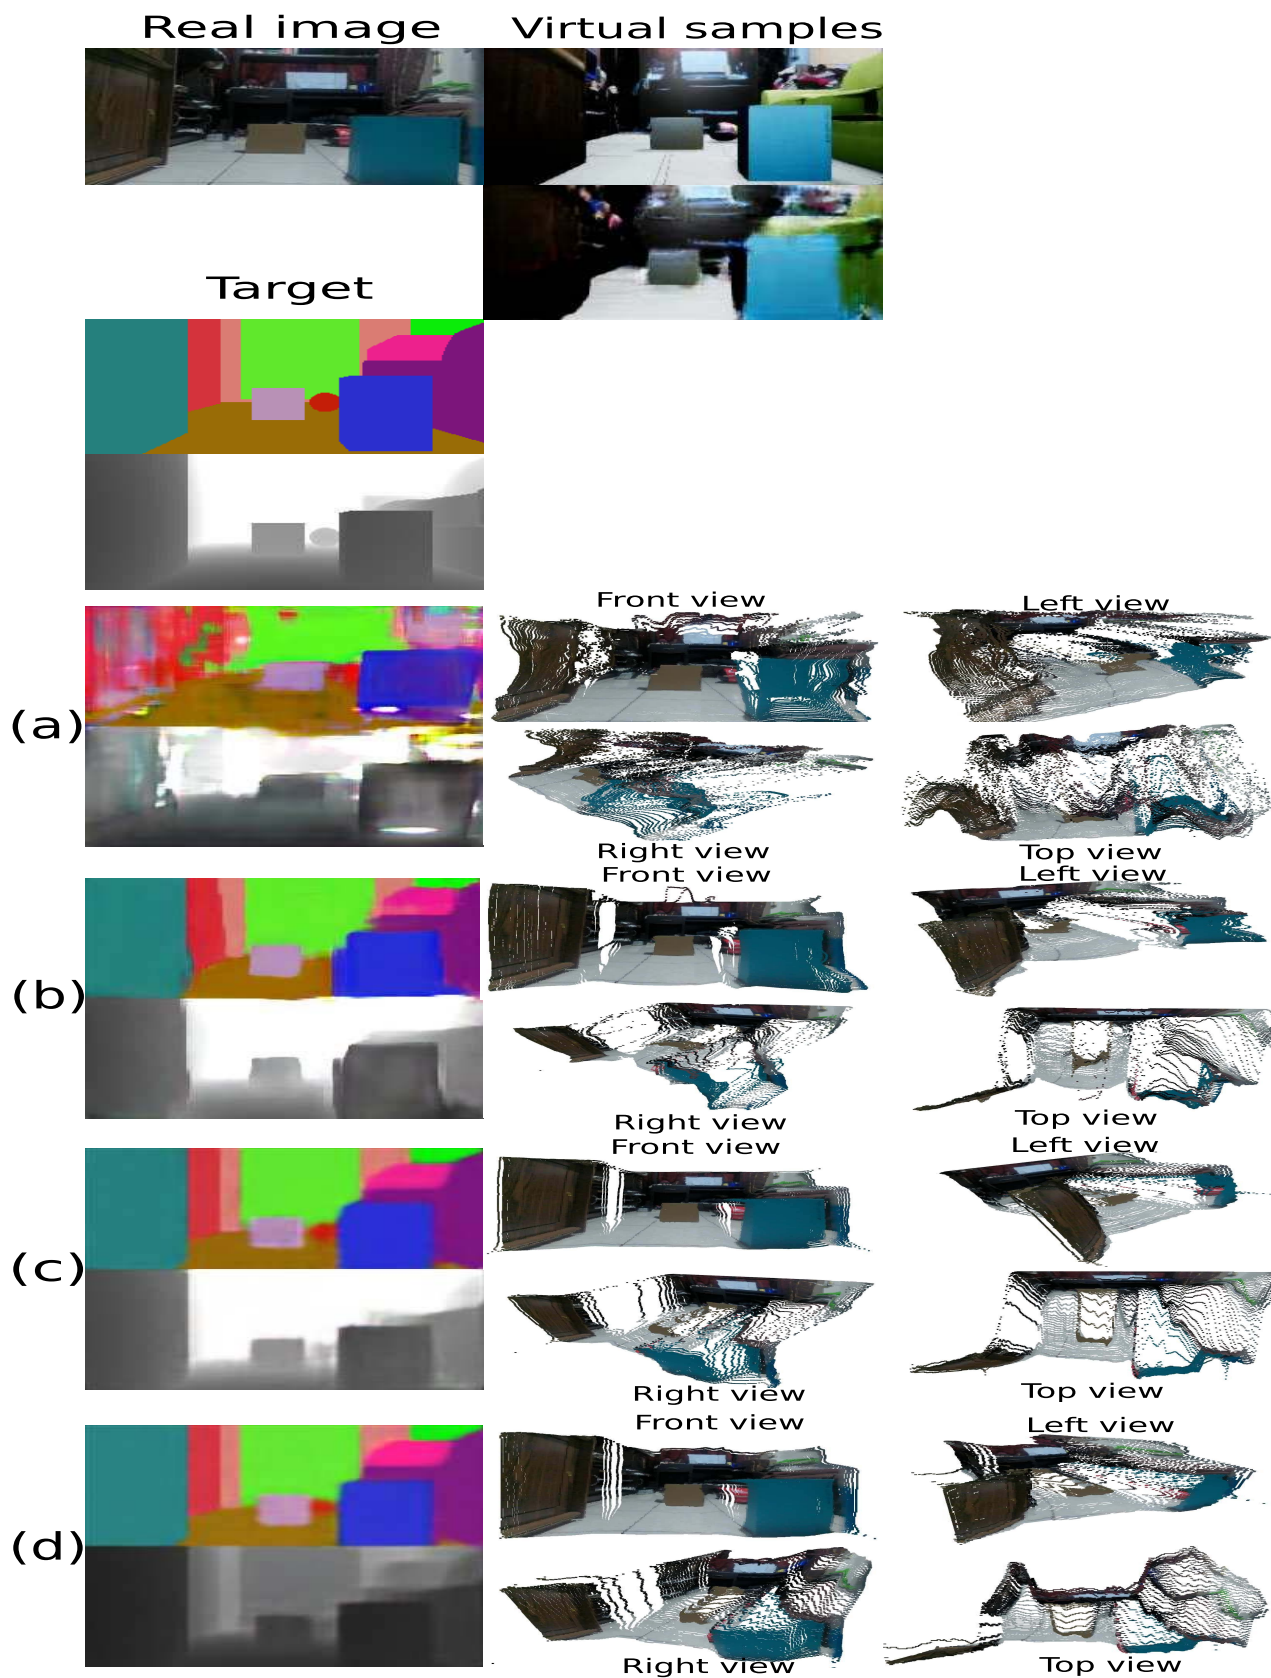 Real image
Virtual samples
Target
Front view
Left view
(a)
Right view
Top view
Front view
Left view
(b)
Right view
Top view
Front view
Left view
(c)
Right view
Top view
Front view
Left view
(d)
Right view
Top view